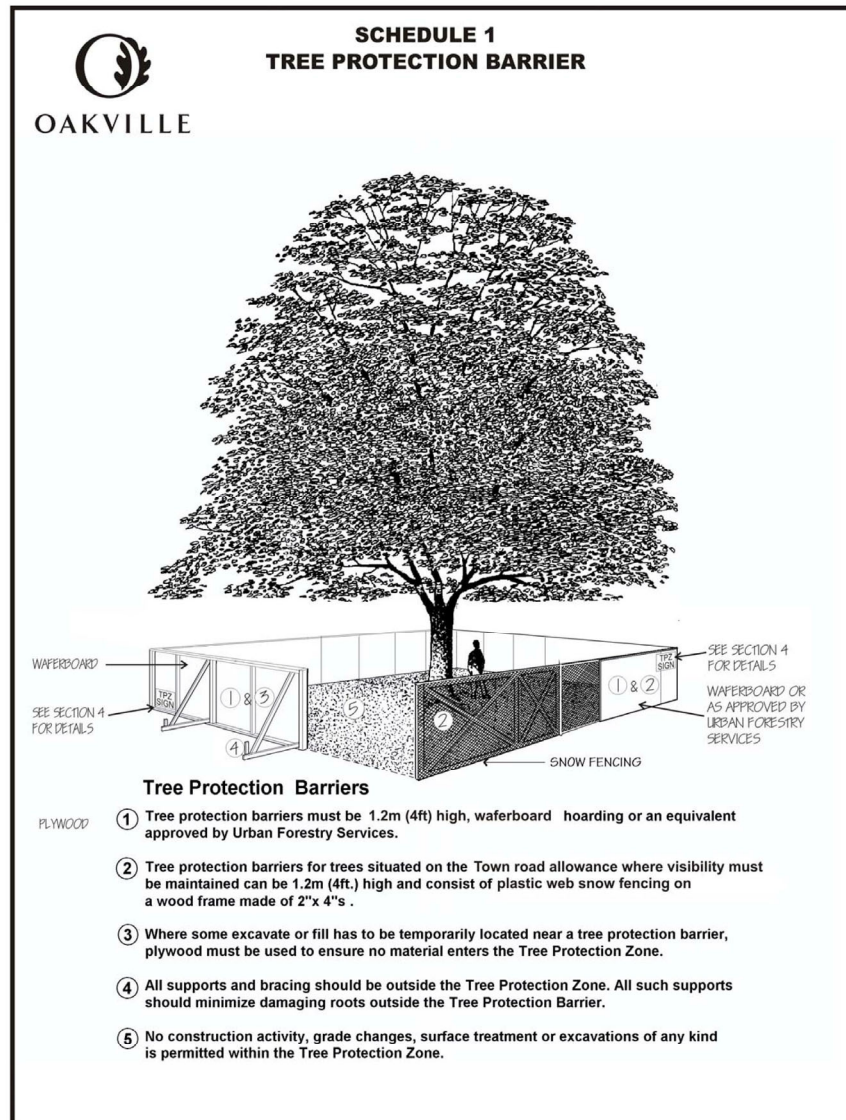 SCHEDULE 1
TREE PROTECTION BARRIER
OAKVILLE
WAFERBOARD
TPZ
SIGN
1 & 3
SEE SECTION 4
FOR DETAILS
4
5
2
1 & 2
TPZ
SIGN
SEE SECTION 4
FOR DETAILS
WAFERBOARD OR
AS APPROVED BY
URBAN FORESTRY
SERVICES
SNOW FENCING
Tree Protection Barriers
PLYWOOD
1 Tree protection barriers must be 1.2m (4ft) high, waferboard hoarding or an equivalent
approved by Urban Forestry Services.
2 Tree protection barriers for trees situated on the Town road allowance where visibility must
be maintained can be 1.2m (4ft.) high and consist of plastic web snow fencing on
a wood frame made of 2"x 4"s .
3 Where some excavate or fill has to be temporarily located near a tree protection barrier,
plywood must be used to ensure no material enters the Tree Protection Zone.
4 All supports and bracing should be outside the Tree Protection Zone. All such supports
should minimize damaging roots outside the Tree Protection Barrier.
5 No construction activity, grade changes, surface treatment or excavations of any kind
is permitted within the Tree Protection Zone.